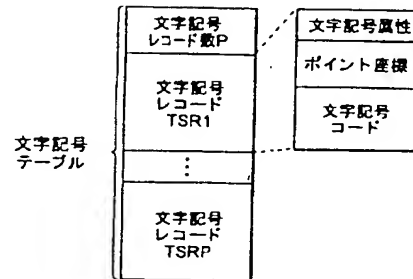 文字記号
レコード数P
文字記号
レコード
TSR1
⋮
文字記号
レコード
TSRP
文字記号
テーブル
文字記号属性
ポイント座標
文字記号
コード